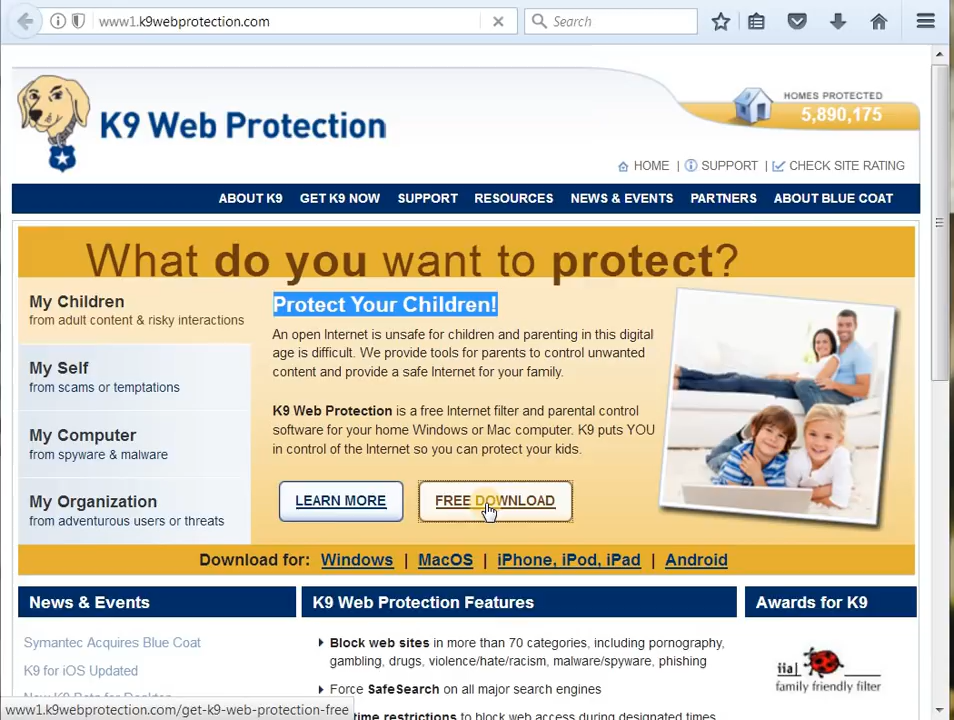 www1.k9webprotection.com
Search
K9 Web Protection
HOMES PROTECTED
5,890,175
HOME | SUPPORT | CHECK SITE RATING
ABOUT K9 GET K9 NOW SUPPORT RESOURCES NEWS & EVENTS PARTNERS ABOUT BLUE COAT
What do you want to protect?
My Children
from adult content & risky interactions
My Self
from scams or temptations
My Computer
from spyware & malware
My Organization
from adventurous users or threats
Protect Your Children!
An open Internet is unsafe for children and parenting in this digital
age is difficult. We provide tools for parents to control unwanted
content and provide a safe Internet for your family.
K9 Web Protection is a free Internet filter and parental control
software for your home Windows or Mac computer. K9 puts YOU
in control of the Internet so you can protect your kids.
LEARN MORE FREE DOWNLOAD
Download for: Windows | MacOS | iPhone, iPod, iPad | Android
News & Events
Symantec Acquires Blue Coat
K9 for iOS Updated
New K9 Beta for Desktop
K9 Web Protection Features
Block web sites in more than 70 categories, including pornography,
gambling, drugs, violence/hate/racism, malware/spyware, phishing
Force SafeSearch on all major search engines
time restrictions to block web access during designated times
Awards for K9
iia
family friendly filter
www1.k9webprotection.com/get-k9-web-protection-free